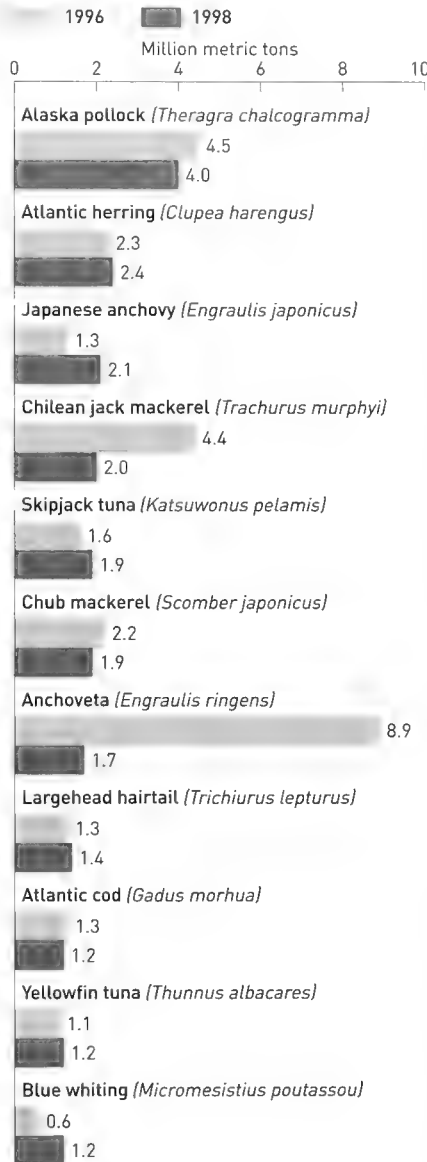 1996 1998
Million metric tons
0 2 4 6 8 10
Alaska pollock (Theragra chalcogramma)
4.5
4.0
Atlantic herring (Clupea harengus)
2.3
2.4
Japanese anchovy (Engraulis japonicus)
1.3
2.1
Chilean jack mackerel (Trachurus murphyi)
4.4
2.0
Skipjack tuna (Katsuwonus pelamis)
1.6
1.9
Chub mackerel (Scomber japonicus)
2.2
1.9
Anchoveta (Engraulis ringens)
8.9
1.7
Largehead hairtail (Trichiurus lepturus)
1.3
1.4
Atlantic cod (Gadus morhua)
1.3
1.2
Yellowfin tuna (Thunnus albacares)
1.1
1.2
Blue whiting (Micromesistius poutassou)
0.6
1.2